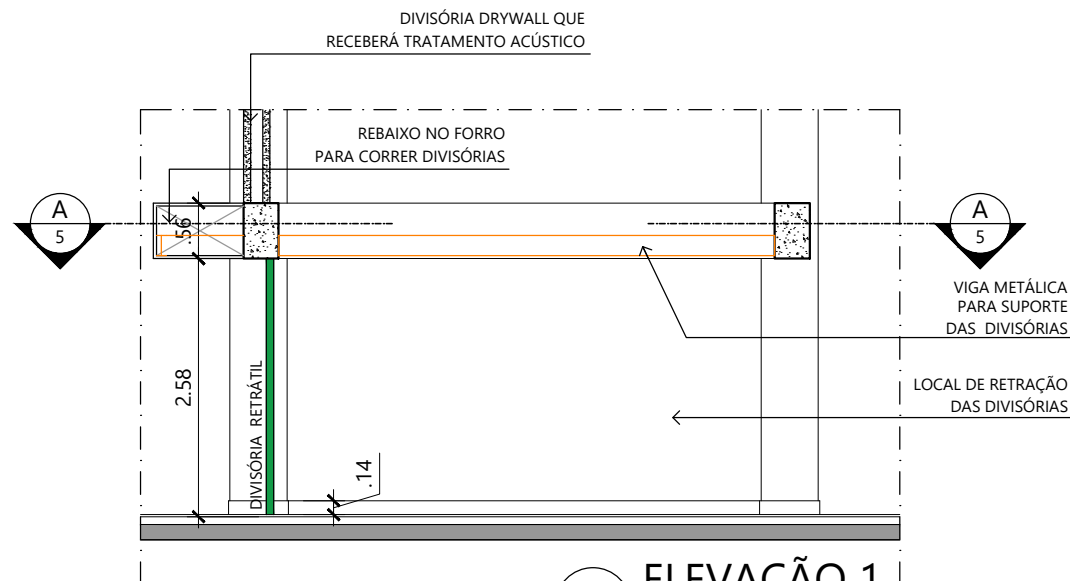 DIVISÓRIA DRYWALL QUE
RECEBERÁ TRATAMENTO ACÚSTICO
REBAIXO NO FORRO
PARA CORRER DIVISÓRIAS
A
5
.56
A
5
VIGA METÁLICA
PARA SUPORTE
DAS DIVISÓRIAS
2.58
DIVISÓRIA RETRÁTIL
LOCAL DE RETRAÇÃO
DAS DIVISÓRIAS
.14
ELEVAÇÃO 1